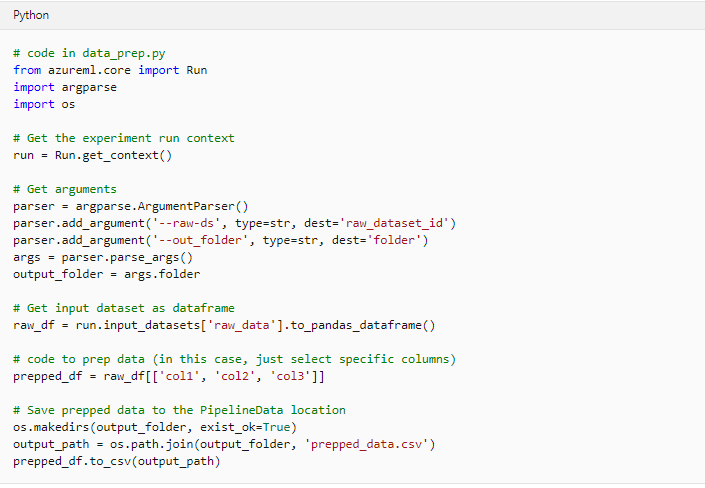 Python
# code in data_prep.py
from azureml.core import Run
import argparse
import os
# Get the experiment run context
run = Run.get_context()
# Get arguments
parser = argparse.ArgumentParser()
parser.add_argument('--raw-ds', type=str, dest='raw_dataset_id')
parser.add_argument('--out_folder', type=str, dest='folder')
args = parser.parse_args()
output_folder = args.folder
# Get input dataset as dataframe
raw_df = run.input_datasets['raw_data'].to_pandas_dataframe()
# code to prep data (in this case, just select specific columns)
prepped_df = raw_df[['col1', 'col2', 'col3']]
# Save prepped data to the PipelineData location
os.makedirs(output_folder, exist_ok=True)
output_path = os.path.join(output_folder, 'prepped_data.csv')
prepped_df.to_csv(output_path)